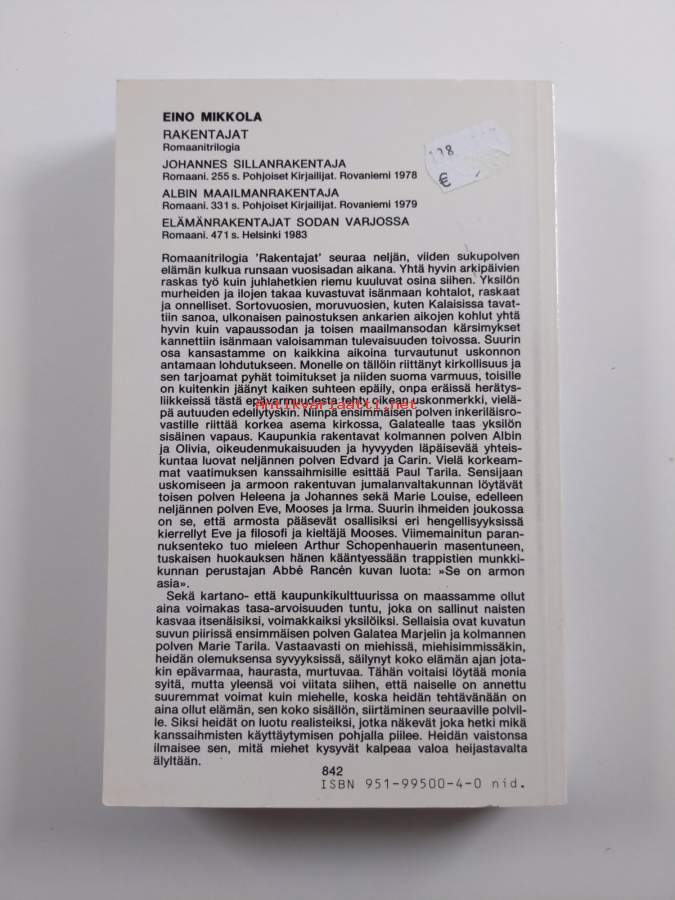 EINO MIKKOLA
RAKENTAJAT
Romaanitrilogia
JOHANNES SILLANRAKENTAJA
Romaani. 255 s. Pohjoiset Kirjailijat. Rovaniemi 1978
ALBIN MAAILMANRAKENTAJA
Romaani. 331 s. Pohjoiset Kirjailijat. Rovaniemi 1979
ELÄMÄNRAKENTAJAT SODAN VARJOSSA
Romaani. 471 s. Helsinki 1983
18
€
Romaanitrilogia 'Rakentajat' seuraa neljän, viiden sukupolven
elämän kulkua runsaan vuosisadan aikana. Yhtä hyvin arkipäivien
raskas työ kuin juhlahetkien riemu kuuluvat osina siihen. Yksilön
murheiden ja ilojen takaa kuvastuvat isänmaan kohtalot, raskaat
ja onnelliset. Sortovuosien, moruvuosien, kuten Kalaisissa tavat-
tiin sanoa, ulkonaisen painostuksen ankarien aikojen kohlut yhtä
hyvin kuin vapaussodan ja toisen maailmansodan kärsimykset
kannettiin isänmaan valoisamman tulevaisuuden toivossa. Suurin
osa kansastamme on kaikkina aikoina turvautunut uskonnon
antamaan lohdutukseen. Monelle on tällöin riittänyt kirkollisuus ja
sen tarjoamat pyhät toimitukset ja niiden suoma varmuus, toisille
on kuitenkin jäänyt kaiken suhteen epäily, onpa eräissä herätys-
liikkeissä tästä epävarmuudesta tehty oikean uskonmerkki, vielä-
pä autuuden edellytyskin. Niinpä ensimmäisen polven inkeriläisro-
vastille riittää korkea asema kirkossa, Galatealle taas yksilön
sisäinen vapaus. Kaupunkia rakentavat kolmannen polven Albin
ja Olivia, oikeudenmukaisuuden ja hyvyyden läpäisevää yhteis-
kuntaa luovat neljännen polven Edvard ja Carin. Vielä korkeam-
mat vaatimuksen kanssaihmisille esittää Paul Tarila. Sensijaan
uskomiseen ja armoon rakentuvan jumalanvaltakunnan löytävät
toisen polven Heleena ja Johannes sekä Marie Louise, edelleen
neljännen polven Eve, Mooses ja Irma. Suurin ihmeiden joukossa
on se, että armosta pääsevät osallisiksi eri hengellisyyksissä
kierrellyt Eve ja filosofi ja kieltäjä Mooses. Viimemainitun paran-
nuksenteko tuo mieleen Arthur Schopenhauerin masentuneen,
tuskaisen huokauksen hänen kääntyessään trappistien munkki-
kunnan perustajan Abbé Rancén kuvan luota: »Se on armon
asia».
Sekä kartano- että kaupunkikulttuurissa on maassamme ollut
aina voimakas tasa-arvoisuuden tuntu, joka on sallinut naisten
kasvaa itsenäisiksi, voimakkaiksi yksilöiksi. Sellaisia ovat kuvatun
suvun piirissä ensimmäisen polven Galatea Marjelin ja kolmannen
polven Marie Tarila. Vastaavasti on miehissä, miehisimmissäkin,
heidän olemuksensa syvyyksissä, säilynyt koko elämän ajan jota-
kin epävarmaa, haurasta, murtuvaa. Tähän voitaisi löytää monia
syitä, mutta yleensä voi viitata siihen, että naiselle on annettu
suuremmat voimat kuin miehelle, koska heidän tehtävänään on
aina ollut elämän, sen koko sisällön, siirtäminen seuraaville polvil-
le. Siksi heidät on luotu realisteiksi, jotka näkevät joka hetki mikä
kanssaihmisten käyttäytymisen pohjalla piilee. Heidän vaistonsa
ilmaisee sen, mitä miehet kysyvät kalpeaa valoa heijastavalta
älyltään.
842
ISBN 951-99500-4-0 nid.
Antikvariaatti.net